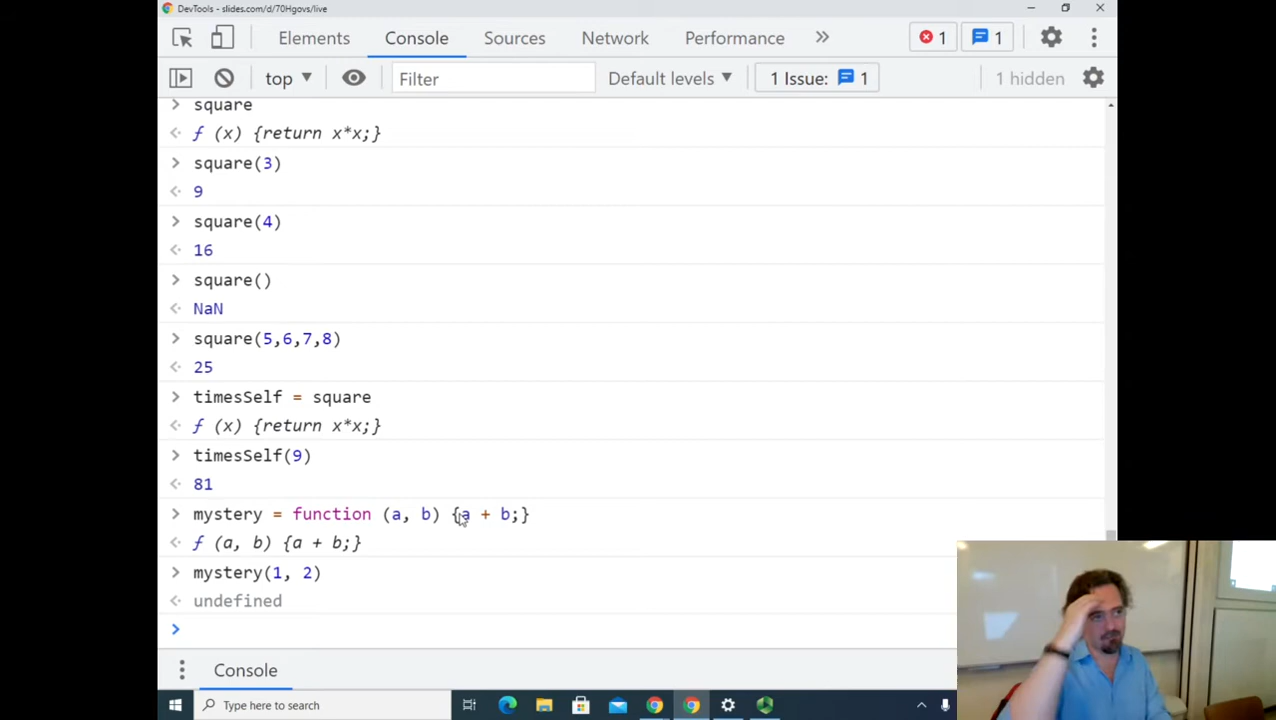 DevTools - slides.com/d/70Hgovs/live
Elements Console Sources Network Performance » 1 1
top ▼ Filter Default levels ▼ 1 Issue: 1 1 hidden
> square
ƒ (x) {return x*x;}
> square(3)
9
> square(4)
16
> square()
NaN
> square(5,6,7,8)
25
> timesSelf = square
ƒ (x) {return x*x;}
> timesSelf(9)
81
> mystery = function (a, b) {a + b;}
ƒ (a, b) {a + b;}
> mystery(1, 2)
undefined
>
Console
Type here to search